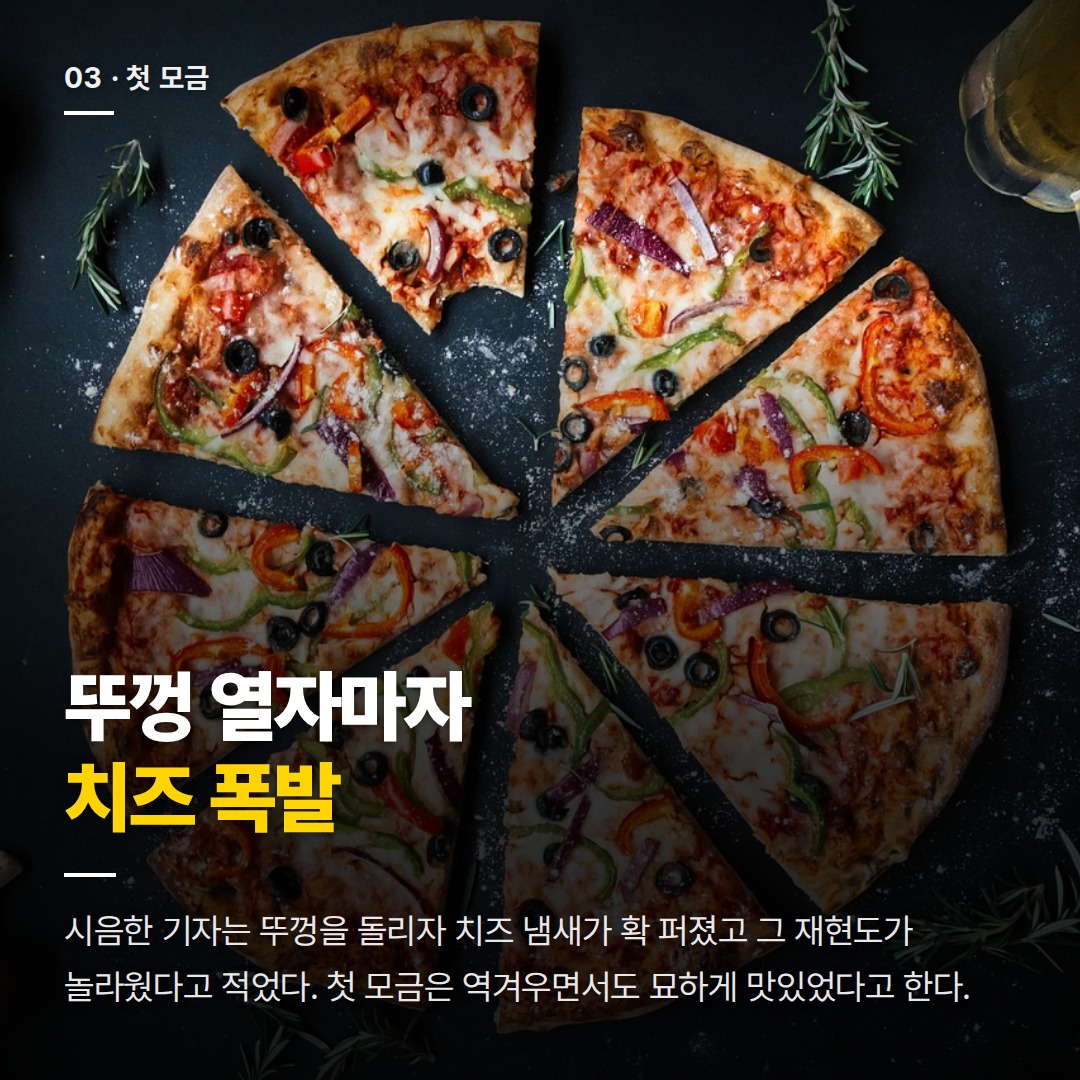 03 · 첫 모금
뚜껑 열자마자
치즈 폭발
시음한 기자는 뚜껑을 돌리자 치즈 냄새가 확 퍼졌고 그 재현도가
놀라웠다고 적었다. 첫 모금은 역겨우면서도 묘하게 맛있었다고 한다.